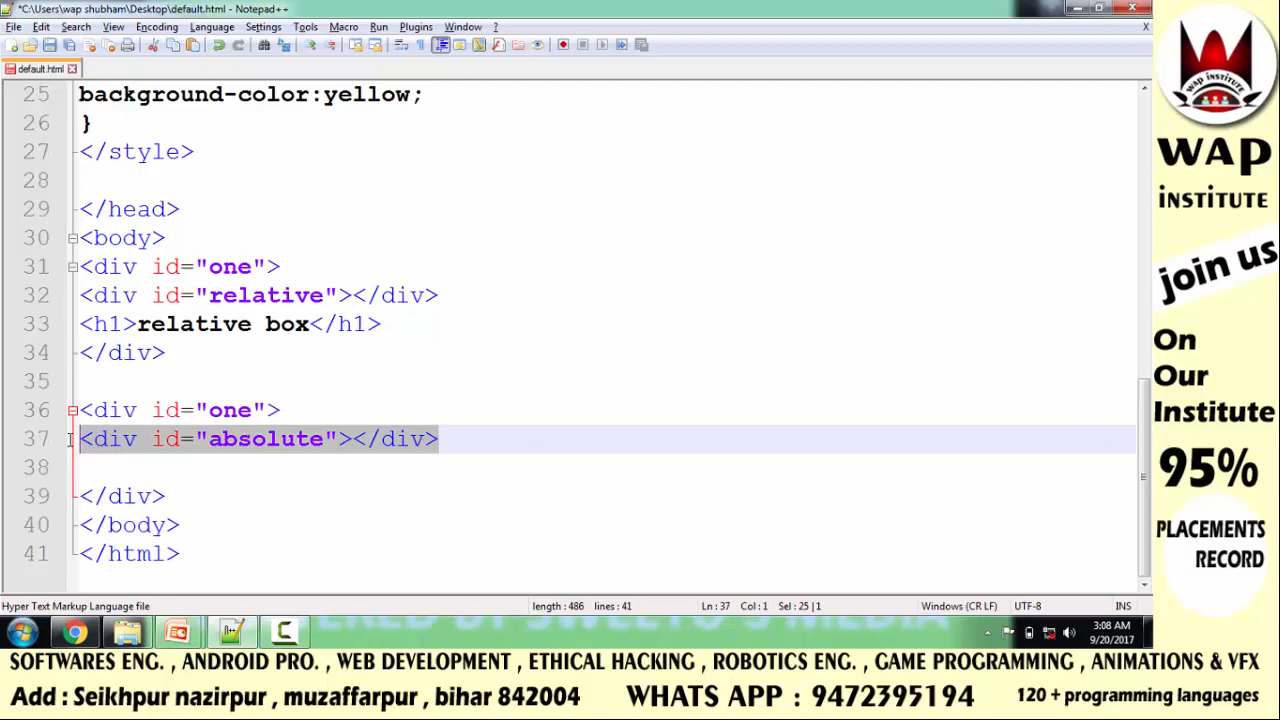 *C:\Users\wap shubham\Desktop\default.html - Notepad++
File Edit Search View Encoding Language Settings Tools Macro Run Plugins Window ? X
default.html
25 background-color:yellow;
26 }
27 </style>
28
29 </head>
30 <body>
31 <div id="one">
32 <div id="relative"></div>
33 <h1>relative box</h1>
34 </div>
35
36 <div id="one">
37 <div id="absolute"></div>
38
39 </div>
40 </body>
41 </html>
Hyper Text Markup Language file length : 486 lines : 41 Ln : 37 Col : 1 Sel : 25 | 1 Windows (CR LF) UTF-8 INS
3:08 AM
9/20/2017
wap institute
WAP
INSTITUTE
join us
On
Our
Institute
95%
PLACEMENTS
RECORD
SOFTWARES ENG. , ANDROID PRO. , WEB DEVELOPMENT , ETHICAL HACKING , ROBOTICS ENG. , GAME PROGRAMMING , ANIMATIONS & VFX
Add : Seikhpur nazirpur , muzaffarpur , bihar 842004 WHATS APP : 9472395194 120 + programming languages